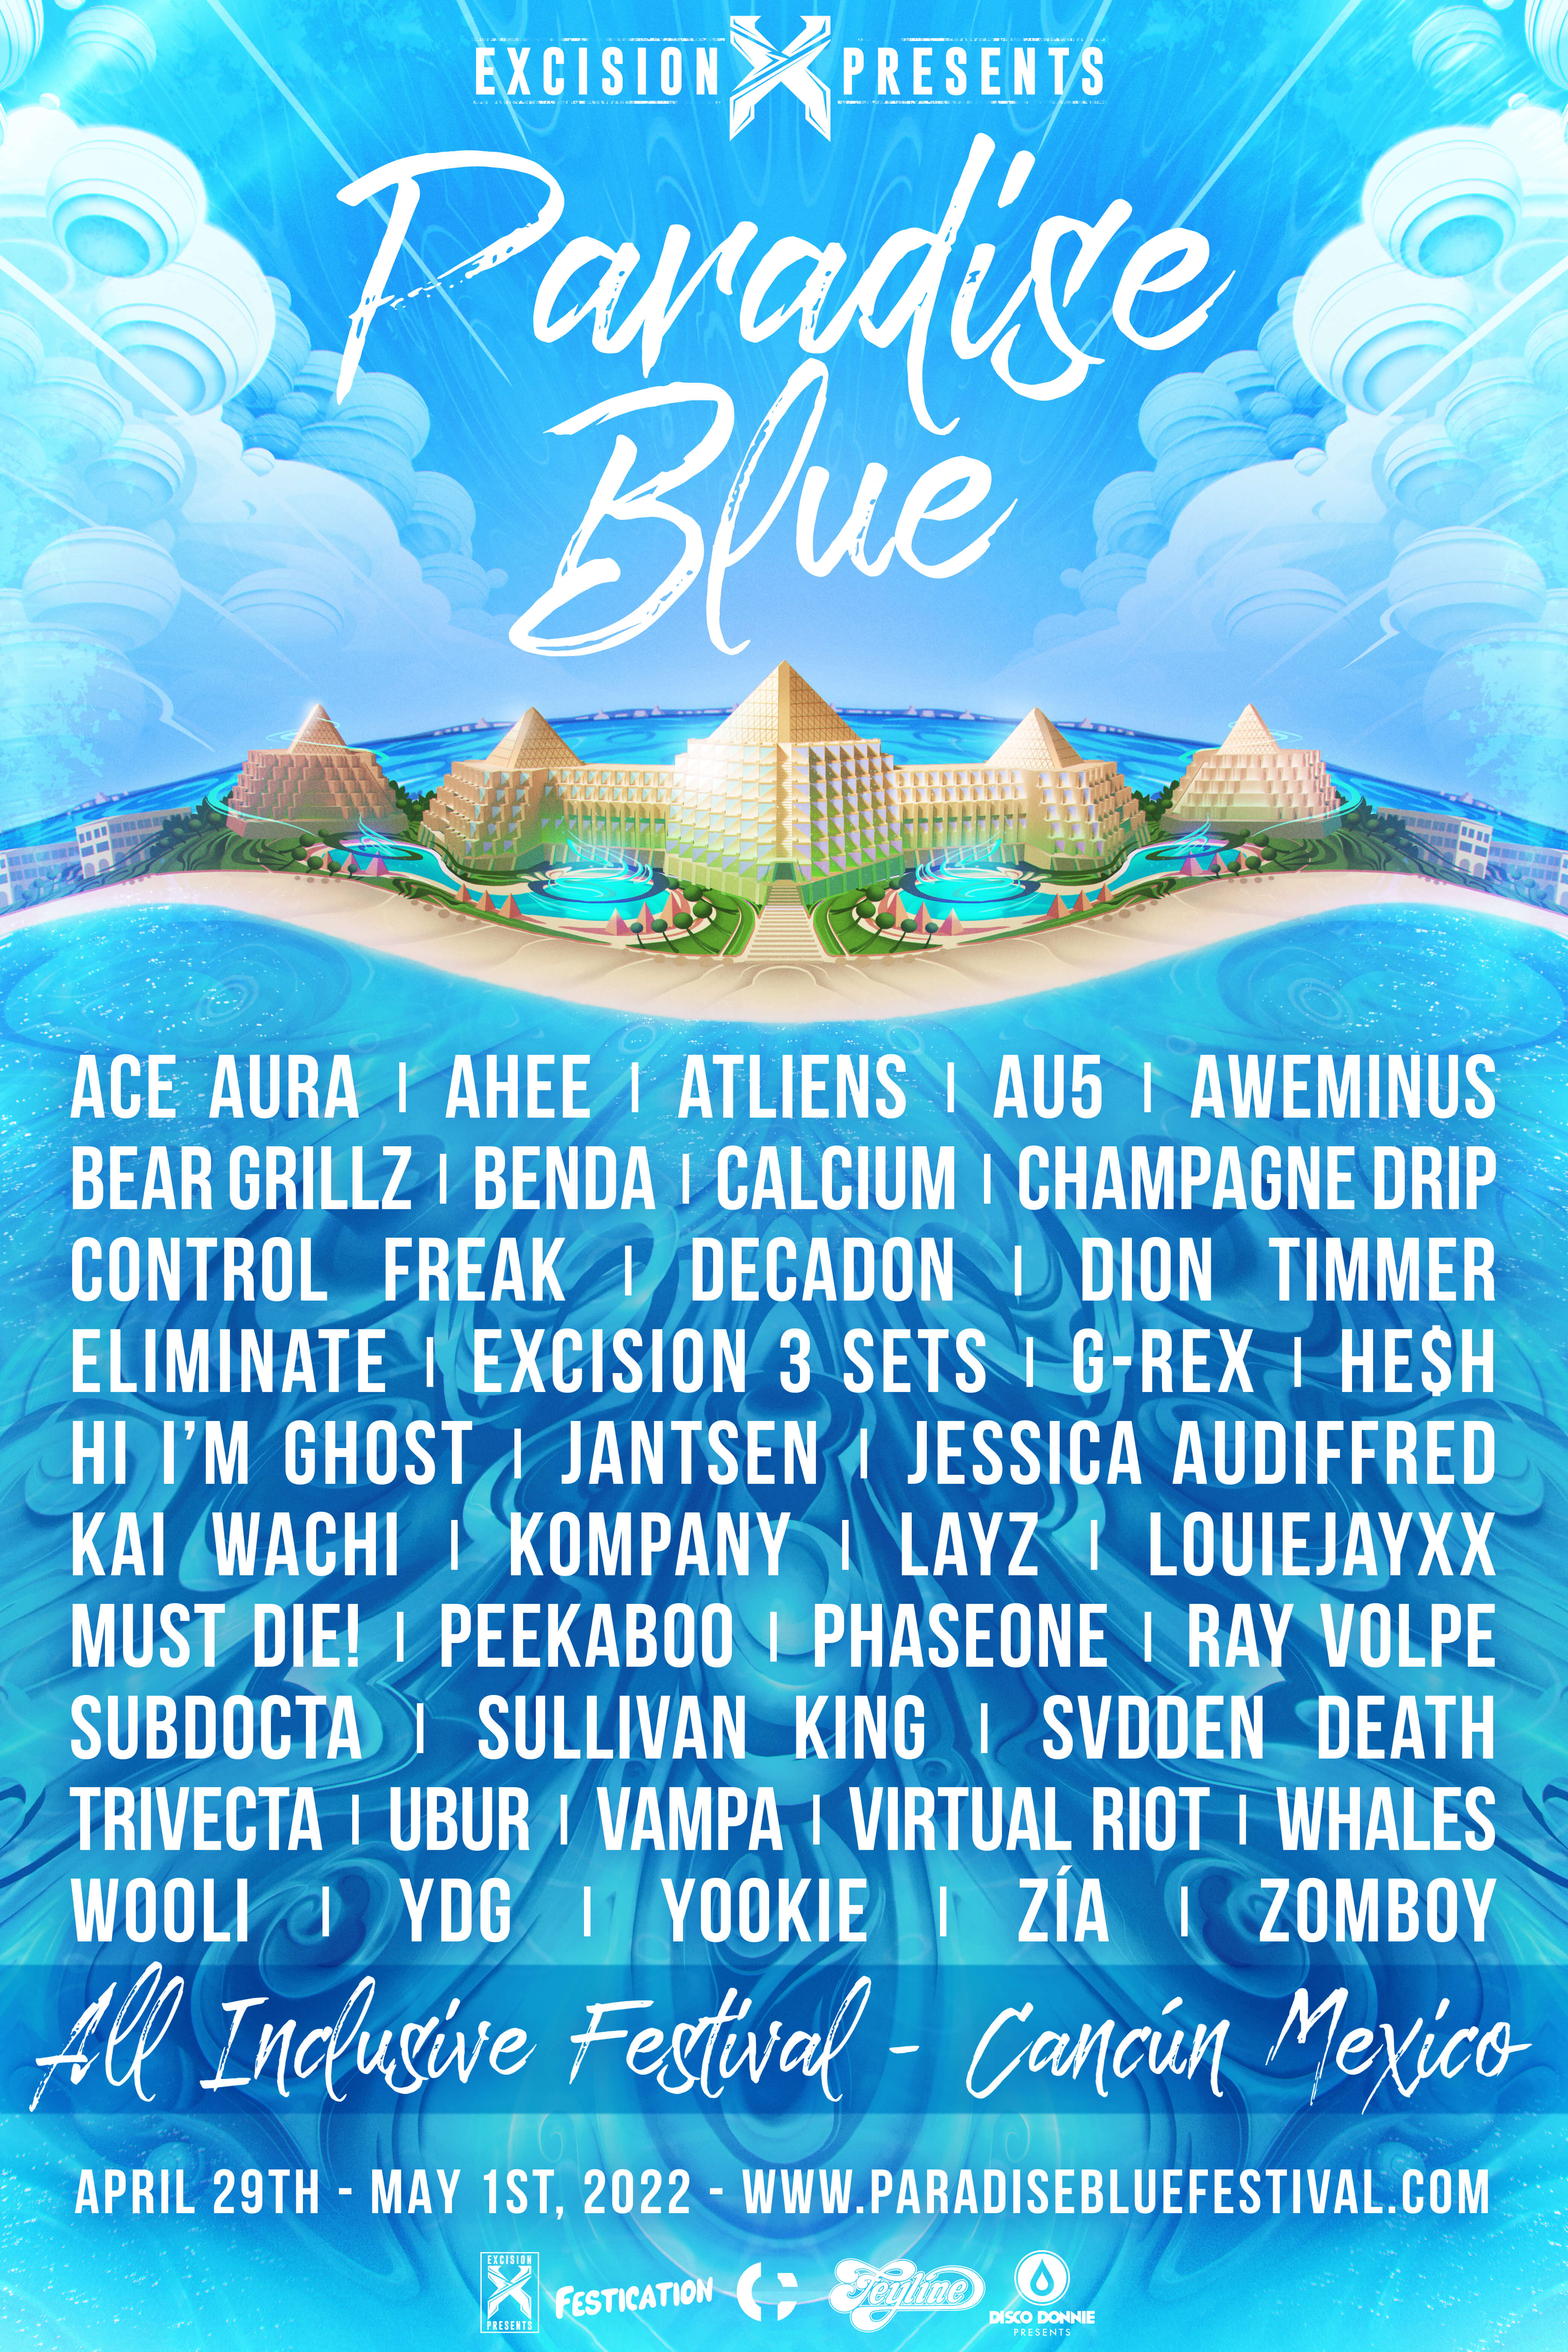 EXCISION X PRESENTS
Paradise
Blue
ACE AURA | AHEE | ATLIENS | AU5 | AWEMINUS
BEAR GRILLZ | BENDA | CALCIUM | CHAMPAGNE DRIP
CONTROL FREAK | DECADON | DION TIMMER
ELIMINATE | EXCISION 3 SETS | G-REX | HE$H
HI I'M GHOST | JANTSEN | JESSICA AUDIFFRED
KAI WACHI | KOMPANY | LAYZ | LOUIEJAYXX
MUST DIE! | PEEKABOO | PHASEONE | RAY VOLPE
SUBDOCTA | SULLIVAN KING | SVDDEN DEATH
TRIVECTA | UBUR | VAMPA | VIRTUAL RIOT | WHALES
WOOLI | YDG | YOOKIE | ZÍA | ZOMBOY
All Inclusive Festival - Cancún Mexico
APRIL 29TH - MAY 1ST, 2022 - WWW.PARADISEBLUEFESTIVAL.COM
EXCISION X PRESENTS
FESTICATION
Leyline
DISCO DONNIE
PRESENTS